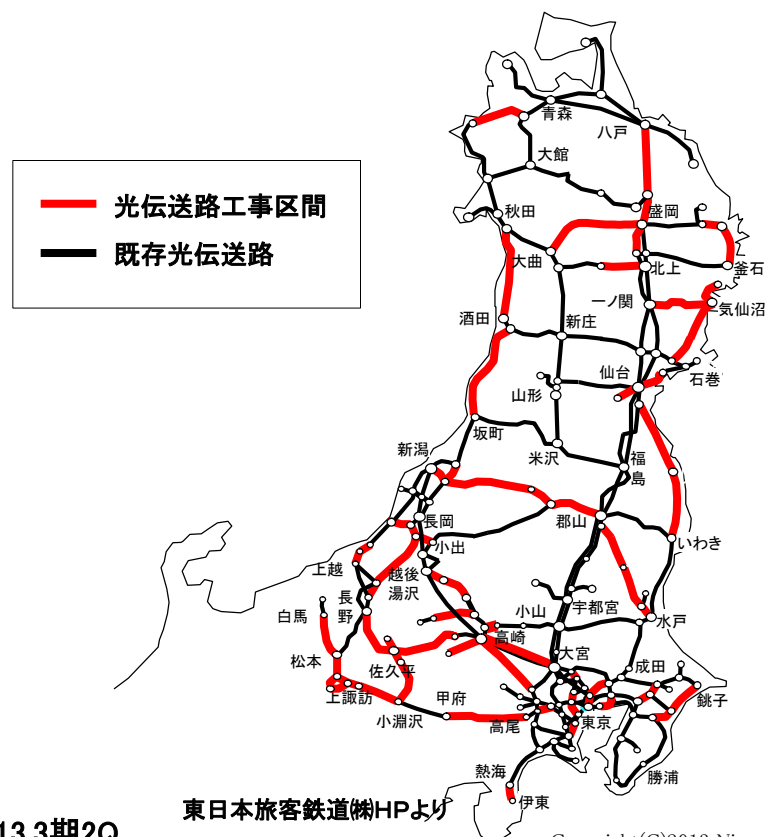 光伝送路工事区間
既存光伝送路
青森
八戸
大館
秋田
盛岡
大曲
北上
釜石
一ノ関
気仙沼
酒田
新庄
仙台
石巻
山形
坂町
米沢
福島
新潟
長岡
郡山
小出
いわき
上越
越後湯沢
白馬
長野
小山
宇都宮
水戸
高崎
松本
佐久平
大宮
成田
上諏訪
甲府
銚子
小淵沢
高尾
東京
熱海
勝浦
伊東
東日本旅客鉄道㈱HPより
13.3期2Q